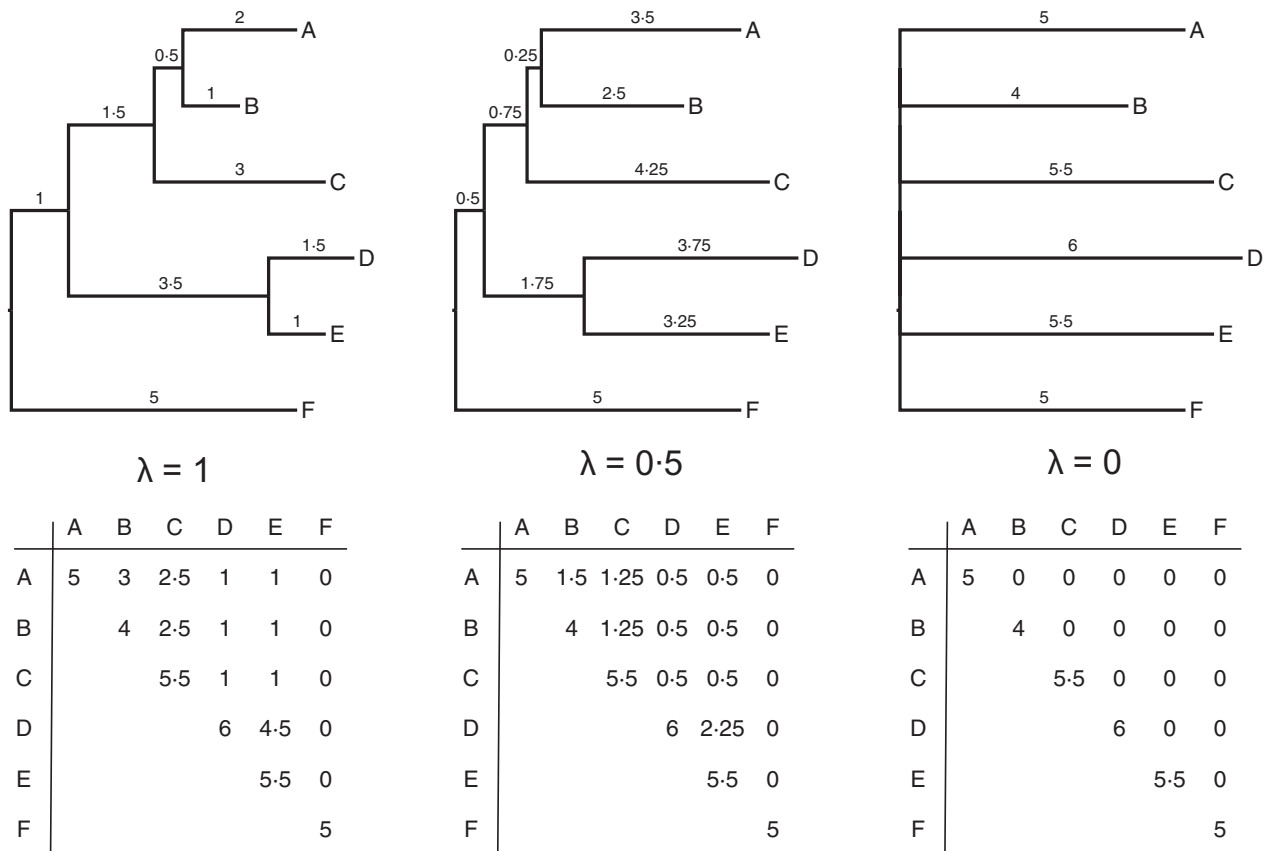 2 3·5 5
A A A
0·5 0·25
1 2·5 4
B B B
1·5 0·75
3 4·25 5·5
C C C
1 0·5
1·5 3·75 6
D D D
3·5 1·75
1 3·25 5·5
E E E
5 5 5
F F F
λ = 1 λ = 0·5 λ = 0
A B C D E F A B C D E F A B C D E F
A 5 3 2·5 1 1 0 A 5 1·5 1·25 0·5 0·5 0 A 5 0 0 0 0 0
B 4 2·5 1 1 0 B 4 1·25 0·5 0·5 0 B 4 0 0 0 0
C 5·5 1 1 0 C 5·5 0·5 0·5 0 C 5·5 0 0 0
D 6 4·5 0 D 6 2·25 0 D 6 0 0
E 5·5 0 E 5·5 0 E 5·5 0
F 5 F 5 F 5